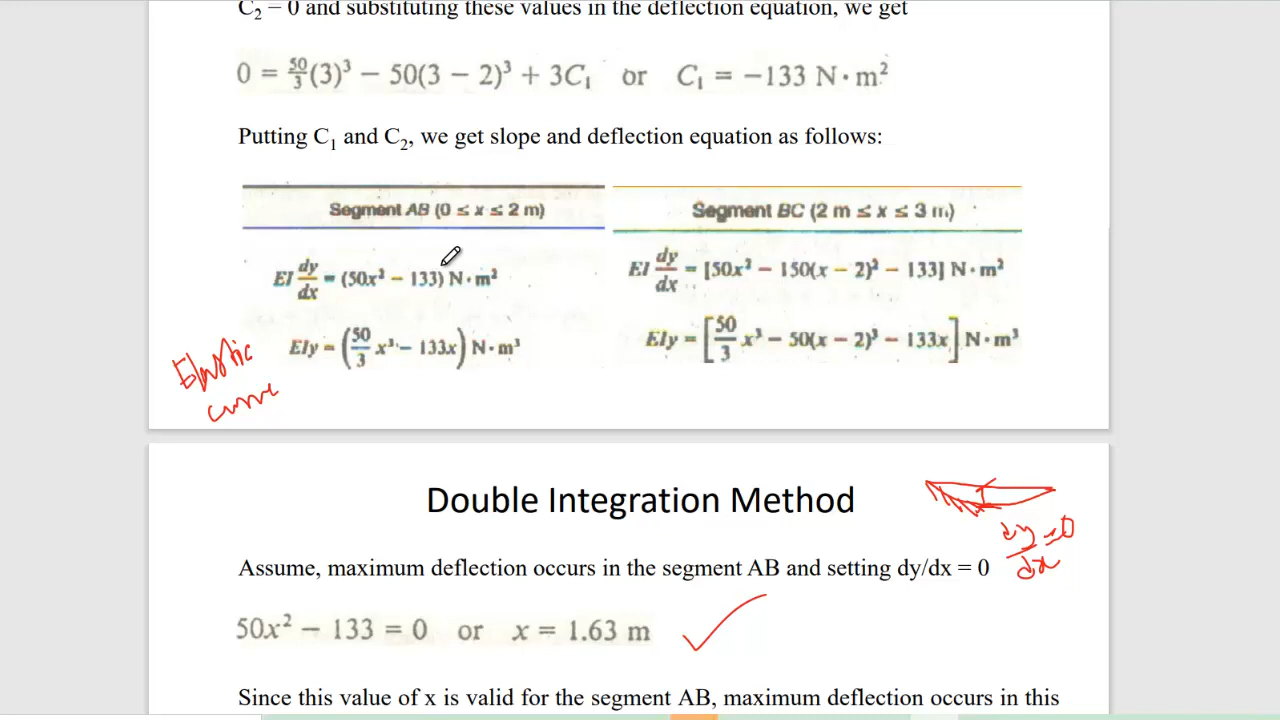 C₂ = 0 and substituting these values in the deflection equation, we get
0 = 50/3(3)³ − 50(3 − 2)³ + 3C₁ or C₁ = −133 N·m²
Putting C₁ and C₂, we get slope and deflection equation as follows:
Segment AB (0 ≤ x ≤ 2 m)
EI dy/dx = (50x² − 133) N·m²
EIy = (50/3 x³ − 133x) N·m³
Segment BC (2 m ≤ x ≤ 3 m)
EI dy/dx = [50x² − 150(x − 2)² − 133] N·m²
EIy = [50/3 x³ − 50(x − 2)³ − 133x] N·m³
Elastic
curve
Double Integration Method
dy/dx = 0
Assume, maximum deflection occurs in the segment AB and setting dy/dx = 0
50x² − 133 = 0 or x = 1.63 m
Since this value of x is valid for the segment AB, maximum deflection occurs in this